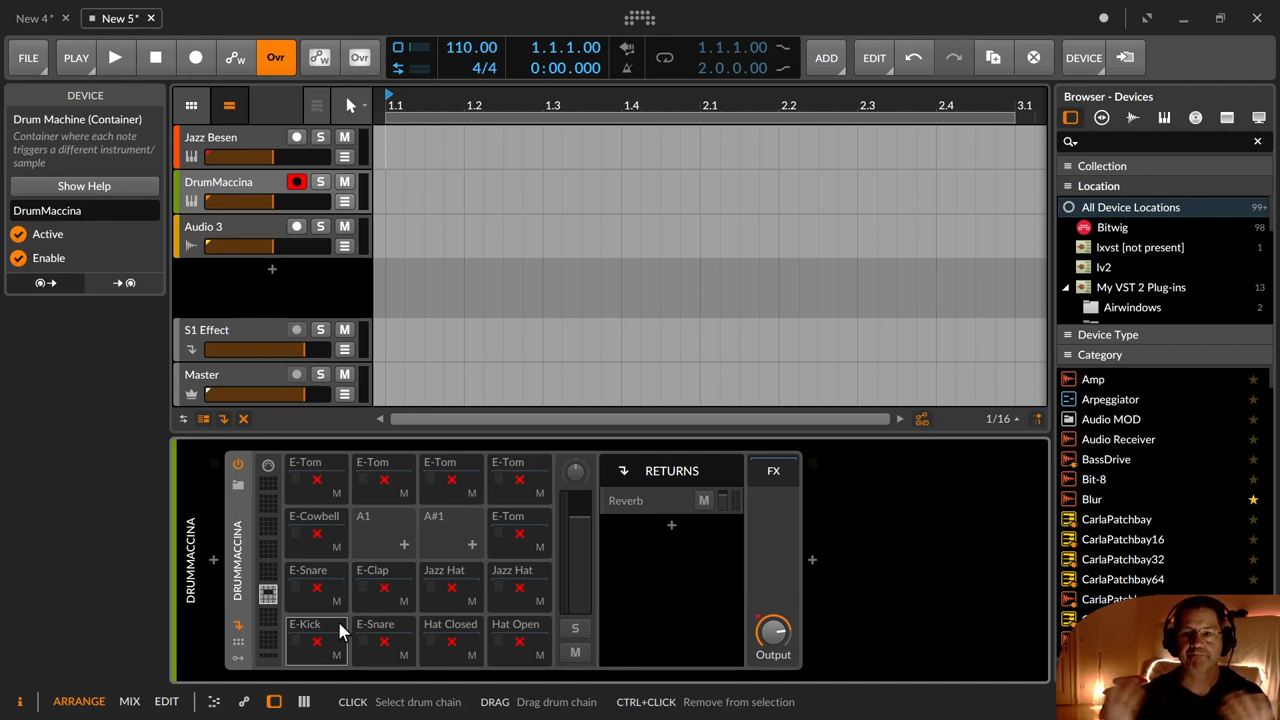 New 4*
New 5*
FILE
PLAY
Ovr
Ovr
110.00
4/4
1.1.1.00
0:00.000
1.1.1.00
2.0.0.00
ADD
EDIT
DEVICE
DEVICE
Drum Machine (Container)
Container where each note
triggers a different instrument/
sample
Show Help
DrumMaccina
Active
Enable
1.1
1.2
1.3
1.4
2.1
2.2
2.3
2.4
3.1
Jazz Besen
S
M
DrumMaccina
S
M
Audio 3
S
M
+
S1 Effect
S
M
Master
S
M
1/16
Browser - Devices
Collection
Location
All Device Locations 99+
Bitwig 98
lxvst [not present] 1
lv2
My VST 2 Plug-ins 13
Airwindows 2
Device Type
Category
Amp
Arpeggiator
Audio MOD
Audio Receiver
BassDrive
Bit-8
Blur
CarlaPatchbay
CarlaPatchbay16
CarlaPatchbay32
CarlaPatchbay64
DRUMMACCINA
DRUMMACCINA
E-Tom
M
E-Tom
M
E-Tom
M
E-Tom
M
E-Cowbell
M
A1
+
A#1
+
E-Tom
M
E-Snare
M
E-Clap
M
Jazz Hat
M
Jazz Hat
M
E-Kick
M
E-Snare
M
Hat Closed
M
Hat Open
M
S
M
RETURNS
Reverb
M
+
FX
Output
i
ARRANGE
MIX
EDIT
CLICK Select drum chain
DRAG Drag drum chain
CTRL+CLICK Remove from selection